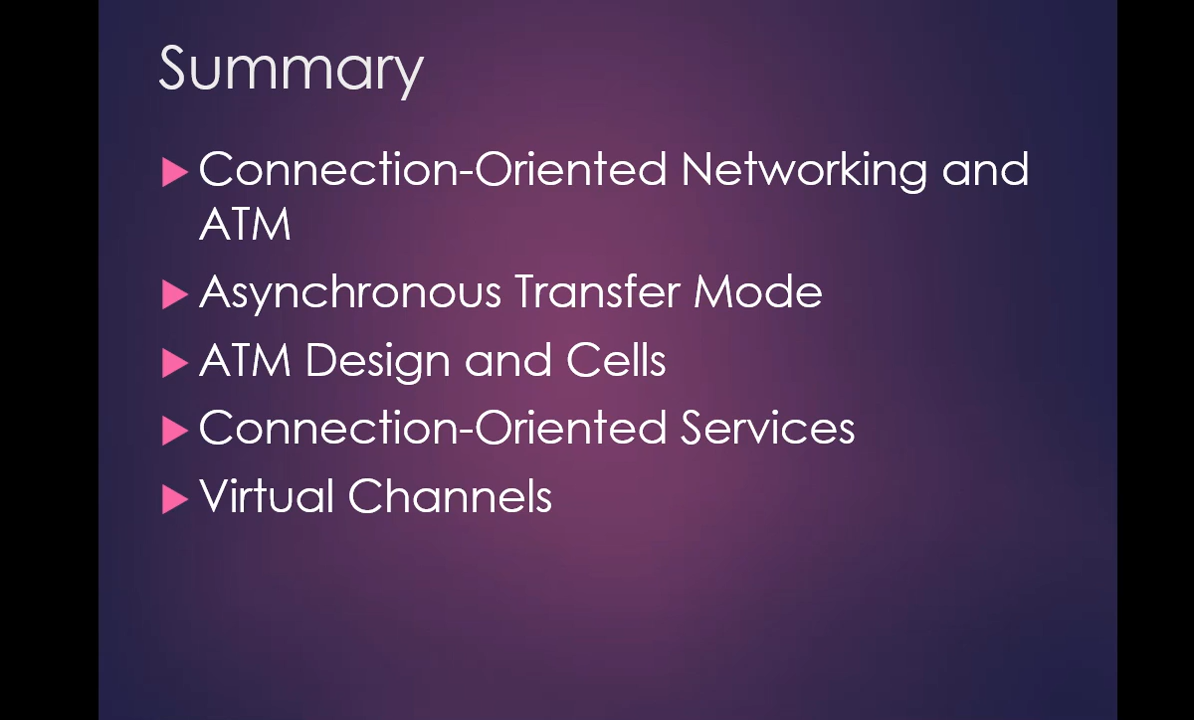 Summary
Connection-Oriented Networking and
ATM
Asynchronous Transfer Mode
ATM Design and Cells
Connection-Oriented Services
Virtual Channels